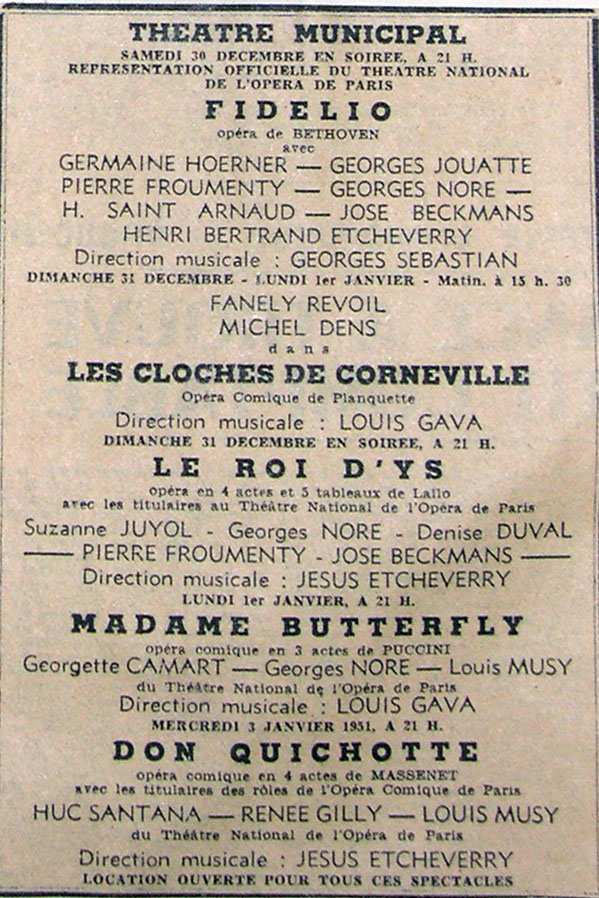 THEATRE MUNICIPAL
SAMEDI 30 DECEMBRE EN SOIREE, A 21 H.
REPRESENTATION OFFICIELLE DU THEATRE NATIONAL
DE L'OPERA DE PARIS
FIDELIO
opéra de BETHOVEN
avec
GERMAINE HOERNER — GEORGES JOUATTE
PIERRE FROUMENTY — GEORGES NORE —
H. SAINT ARNAUD — JOSE BECKMANS
HENRI BERTRAND ETCHEVERRY
Direction musicale : GEORGES SEBASTIAN
DIMANCHE 31 DECEMBRE - LUNDI 1er JANVIER - Matin. à 15 h. 30
FANELY REVOIL
MICHEL DENS
dans
LES CLOCHES DE CORNEVILLE
Opéra Comique de Planquette
Direction musicale : LOUIS GAVA
DIMANCHE 31 DECEMBRE EN SOIREE, A 21 H.
LE ROI D'YS
opéra en 4 actes et 5 tableaux de Lallo
avec les titulaires au Théâtre National de l'Opéra de Paris
Suzanne JUYOL - Georges NORE - Denise DUVAL
— PIERRE FROUMENTY - JOSE BECKMANS —
Direction musicale : JESUS ETCHEVERRY
LUNDI 1er JANVIER, A 21 H.
MADAME BUTTERFLY
opéra comique en 3 actes de PUCCINI
Georgette CAMART — Georges NORE — Louis MUSY
du Théâtre National de l'Opéra de Paris
Direction musicale : LOUIS GAVA
MERCREDI 3 JANVIER 1951, A 21 H.
DON QUICHOTTE
opéra comique en 4 actes de MASSENET
avec les titulaires des rôles de l'Opéra Comique de Paris
HUC SANTANA — RENEE GILLY — LOUIS MUSY
du Théâtre National de l'Opéra de Paris
Direction musicale : JESUS ETCHEVERRY
LOCATION OUVERTE POUR TOUS CES SPECTACLES